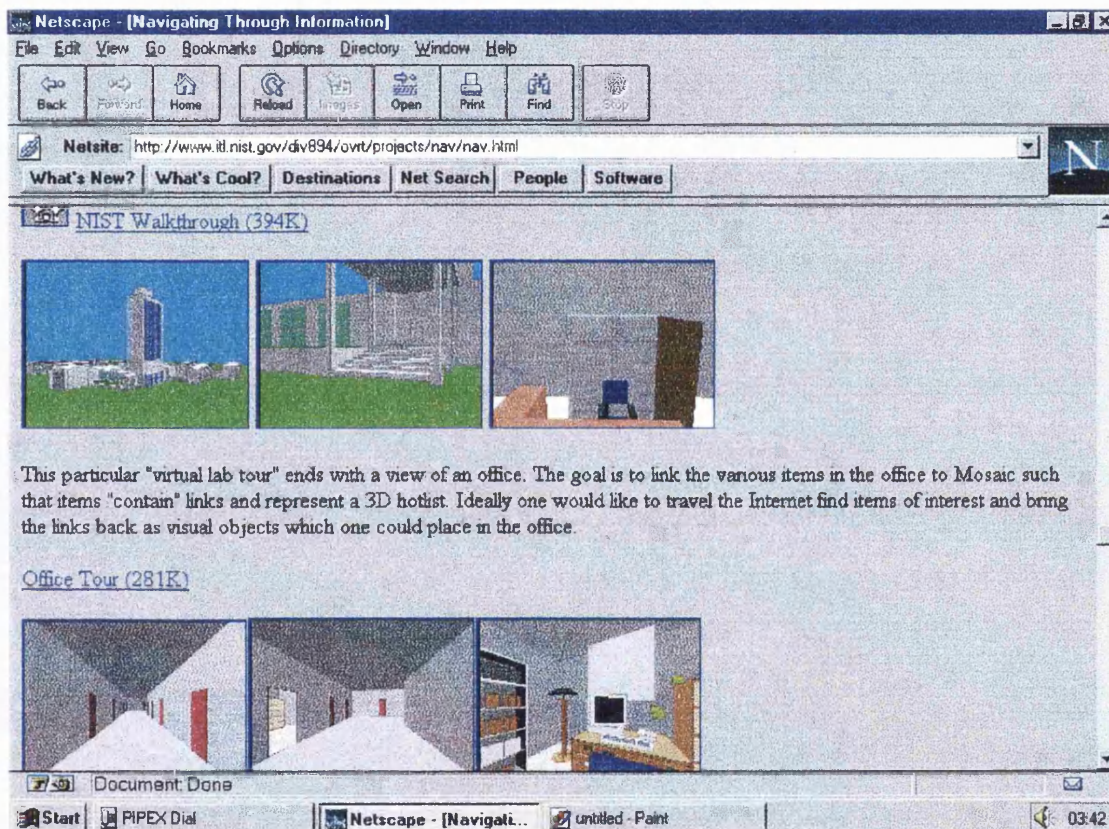 Netscape - [Navigating Through Information]
File Edit View Go Bookmarks Options Directory Window Help
Back Forward Home Reload Images Open Print Find Stop
Netsite: http://www.itl.nist.gov/div894/ovrt/projects/nav/nav.html
N
What's New? What's Cool? Destinations Net Search People Software
NIST Walkthrough (394K)
This particular "virtual lab tour" ends with a view of an office. The goal is to link the various items in the office to Mosaic such
that items "contain" links and represent a 3D hotlist. Ideally one would like to travel the Internet find items of interest and bring
the links back as visual objects which one could place in the office.
Office Tour (281K)
Document: Done
Start PIPEX Dial Netscape - [Navigati... untitled - Paint 03:42